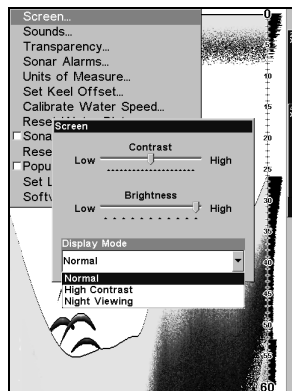 Screen...
Sounds...
Transparency...
Sonar Alarms...
Units of Measure...
Set Keel Offset...
Calibrate Water Speed...
Rese
Sona
Rese
Popu
Set L
Softv
Screen
Contrast
Low High
Brightness
Low High
Display Mode
Normal
Normal
High Contrast
Night Viewing
0
10
15
20
25
30
35
40
45
50
55
60